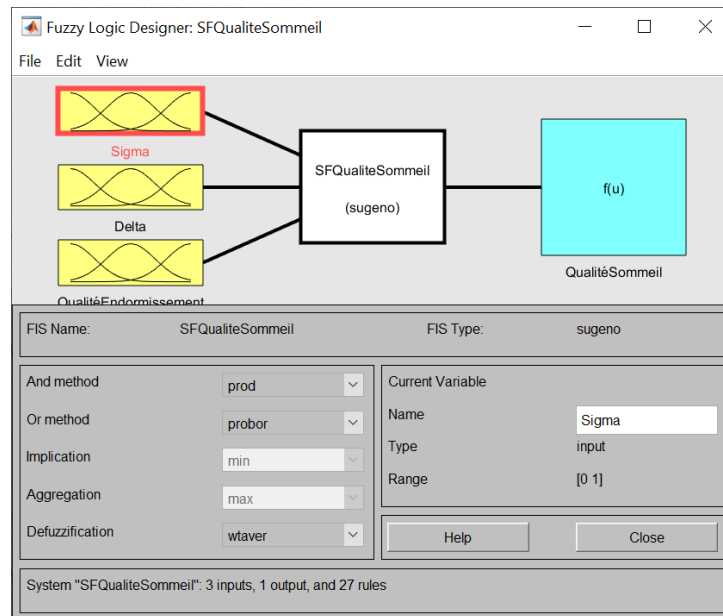 Fuzzy Logic Designer: SFQualiteSommeil
File Edit View
Sigma
Delta
QualitéEndormissement
SFQualiteSommeil
(sugeno)
f(u)
QualitéSommeil
FIS Name: SFQualiteSommeil FIS Type: sugeno
And method prod
Or method probor
Implication min
Aggregation max
Defuzzification wtaver
Current Variable
Name Sigma
Type input
Range [0 1]
Help Close
System "SFQualiteSommeil": 3 inputs, 1 output, and 27 rules